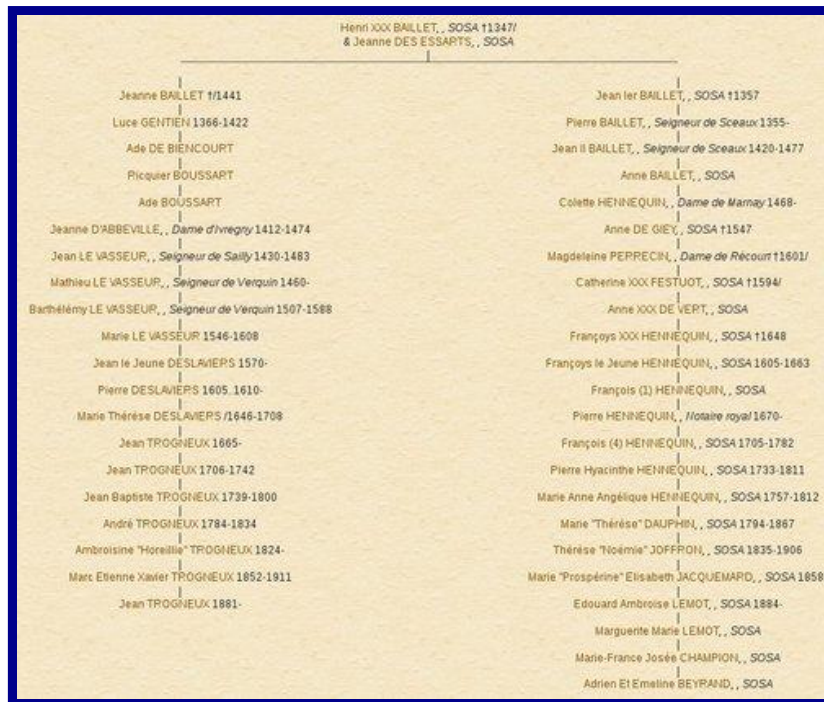 Henri XXX BAILLET, , SOSA †1347/
& Jeanne DES ESSARTS, , SOSA
Jeanne BAILLET †/1441
Luce GENTIEN 1366-1422
Ade DE BIENCOURT
Picquier BOUSSART
Ade BOUSSART
Jeanne D'ABBEVILLE, , Dame d'Ivregny 1412-1474
Jean LE VASSEUR, , Seigneur de Sailly 1430-1483
Mathieu LE VASSEUR, , Seigneur de Verquin 1460-
Barthélémy LE VASSEUR, , Seigneur de Verquin 1507-1588
Marie LE VASSEUR 1546-1608
Jean le Jeune DESLAVIERS 1570-
Pierre DESLAVIERS 1605..1610-
Marie Thérèse DESLAVIERS /1646-1708
Jean TROGNEUX 1665-
Jean TROGNEUX 1706-1742
Jean Baptiste TROGNEUX 1739-1800
André TROGNEUX 1784-1834
Ambroisine "Horeillie" TROGNEUX 1824-
Marc Etienne Xavier TROGNEUX 1852-1911
Jean TROGNEUX 1881-
Jean Ier BAILLET, , SOSA †1357
Pierre BAILLET, , Seigneur de Sceaux 1355-
Jean II BAILLET, , Seigneur de Sceaux 1420-1477
Anne BAILLET, , SOSA
Colette HENNEQUIN, , Dame de Marnay 1468-
Anne DE GIEY, , SOSA †1547
Magdeleine PERRECIN, , Dame de Récourt †1601/
Catherine XXX FESTUOT, , SOSA †1594/
Anne XXX DE VERT, , SOSA
Françoys XXX HENNEQUIN, , SOSA †1648
Françoys le Jeune HENNEQUIN, , SOSA 1605-1663
François (1) HENNEQUIN, , SOSA
Pierre HENNEQUIN, , Notaire royal 1670-
François (4) HENNEQUIN, , SOSA 1705-1782
Pierre Hyacinthe HENNEQUIN, , SOSA 1733-1811
Marie Anne Angélique HENNEQUIN, , SOSA 1757-1812
Marie "Thérèse" DAUPHIN, , SOSA 1794-1867
Thérèse "Noémie" JOFFRON, , SOSA 1835-1906
Marie "Prospérine" Elisabeth JACQUEMARD, , SOSA 1858
Edouard Ambroise LEMOT, , SOSA 1884-
Marguerite Marie LEMOT, , SOSA
Marie-France Josée CHAMPION, , SOSA
Adrien Et Emeline BEYRAND, , SOSA